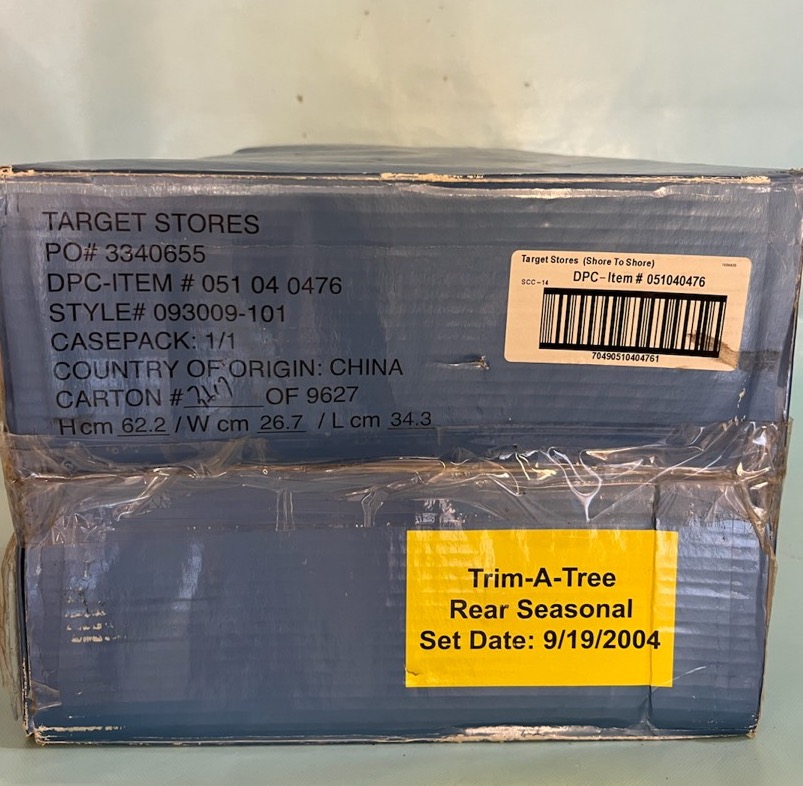 TARGET STORES
PO# 3340655
DPC-ITEM # 051 04 0476
STYLE# 093009-101
CASEPACK: 1/1
COUNTRY OF ORIGIN: CHINA
CARTON # OF 9627
H cm 62.2 / W cm 26.7 / L cm 34.3
Target Stores (Shore To Shore)
DPC-Item # 051040476
SCC-14
70490510404761
Trim-A-Tree
Rear Seasonal
Set Date: 9/19/2004